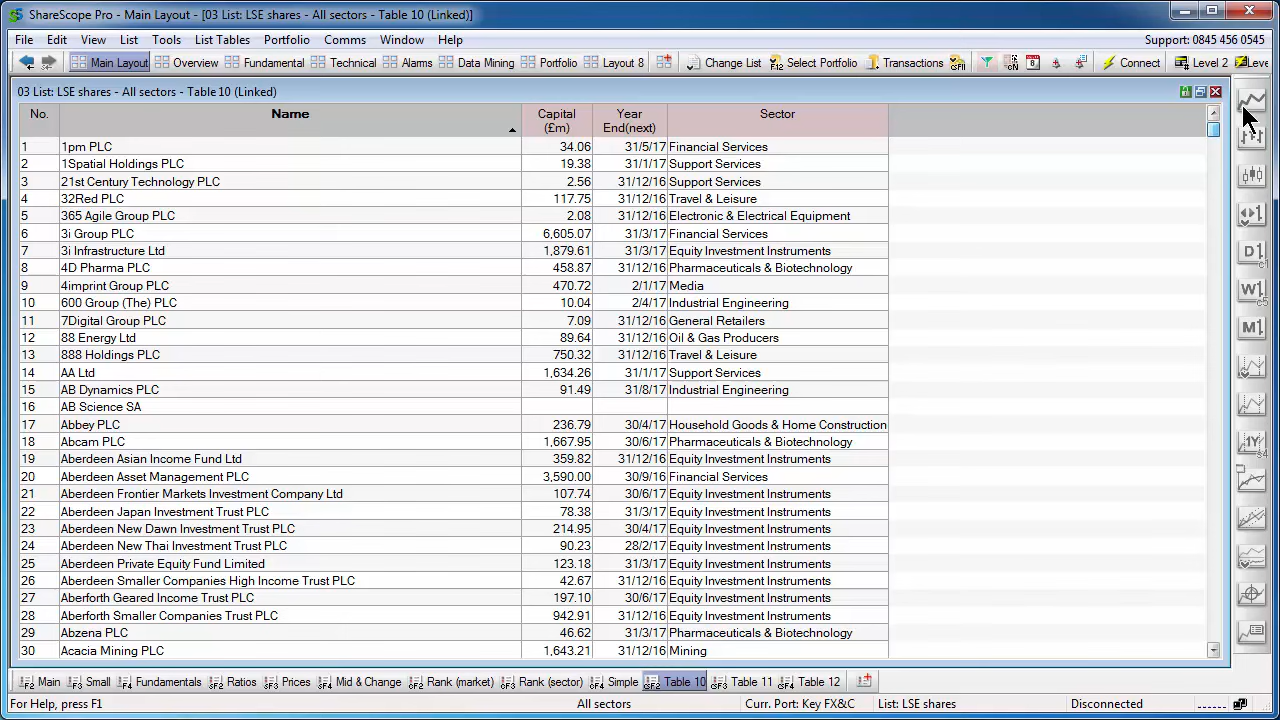 ShareScope Pro - Main Layout - [03 List: LSE shares - All sectors - Table 10 (Linked)]
File Edit View List Tools List Tables Portfolio Comms Window Help Support: 0845 456 0545
Main Layout Overview Fundamental Technical Alarms Data Mining Portfolio Layout 8 Change List Select Portfolio Transactions Connect Level 2 Leve
03 List: LSE shares - All sectors - Table 10 (Linked)
No. Name Capital (£m) Year End(next) Sector
1 1pm PLC 34.06 31/5/17 Financial Services
2 1Spatial Holdings PLC 19.38 31/1/17 Support Services
3 21st Century Technology PLC 2.56 31/12/16 Support Services
4 32Red PLC 117.75 31/12/16 Travel & Leisure
5 365 Agile Group PLC 2.08 31/12/16 Electronic & Electrical Equipment
6 3i Group PLC 6,605.07 31/3/17 Financial Services
7 3i Infrastructure Ltd 1,879.61 31/3/17 Equity Investment Instruments
8 4D Pharma PLC 458.87 31/12/16 Pharmaceuticals & Biotechnology
9 4imprint Group PLC 470.72 2/1/17 Media
10 600 Group (The) PLC 10.04 2/4/17 Industrial Engineering
11 7Digital Group PLC 7.09 31/12/16 General Retailers
12 88 Energy Ltd 89.64 31/12/16 Oil & Gas Producers
13 888 Holdings PLC 750.32 31/12/16 Travel & Leisure
14 AA Ltd 1,634.26 31/1/17 Support Services
15 AB Dynamics PLC 91.49 31/8/17 Industrial Engineering
16 AB Science SA
17 Abbey PLC 236.79 30/4/17 Household Goods & Home Construction
18 Abcam PLC 1,667.95 30/6/17 Pharmaceuticals & Biotechnology
19 Aberdeen Asian Income Fund Ltd 359.82 31/12/16 Equity Investment Instruments
20 Aberdeen Asset Management PLC 3,590.00 30/9/16 Financial Services
21 Aberdeen Frontier Markets Investment Company Ltd 107.74 30/6/17 Equity Investment Instruments
22 Aberdeen Japan Investment Trust PLC 78.38 31/3/17 Equity Investment Instruments
23 Aberdeen New Dawn Investment Trust PLC 214.95 30/4/17 Equity Investment Instruments
24 Aberdeen New Thai Investment Trust PLC 90.23 28/2/17 Equity Investment Instruments
25 Aberdeen Private Equity Fund Limited 123.18 31/3/17 Equity Investment Instruments
26 Aberdeen Smaller Companies High Income Trust PLC 42.67 31/12/16 Equity Investment Instruments
27 Aberforth Geared Income Trust PLC 197.10 30/6/17 Equity Investment Instruments
28 Aberforth Smaller Companies Trust PLC 942.91 31/12/16 Equity Investment Instruments
29 Abzena PLC 46.62 31/3/17 Pharmaceuticals & Biotechnology
30 Acacia Mining PLC 1,643.21 31/12/16 Mining
F2 Main F3 Small F4 Fundamentals F2 Ratios F3 Prices F4 Mid & Change F2 Rank (market) F3 Rank (sector) F4 Simple GF2 Table 10 GF3 Table 11 GF4 Table 12
For Help, press F1 All sectors Curr. Port: Key FX&C List: LSE shares Disconnected